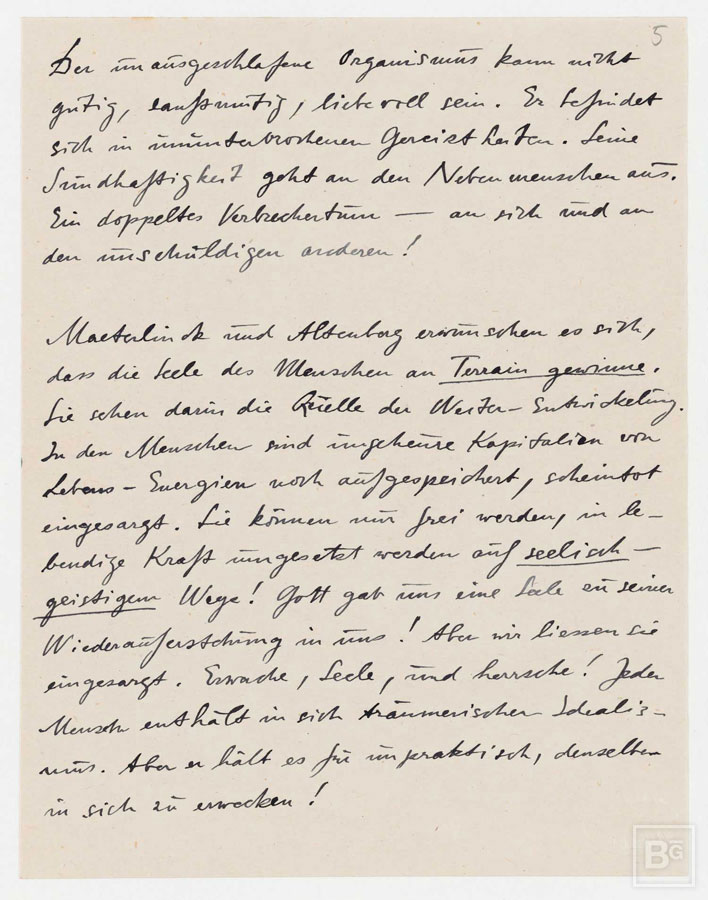 5
Der unausgeschlafene Organismus kann nicht
gütig, sanftmütig, liebevoll sein. Er befindet
sich in ununterbrochenen Gereiztheiten. Seine
Sündhaftigkeit geht an den Nebenmenschen aus.
Ein doppeltes Verbrechertum — an sich und an
den unschuldigen anderen!
Maeterlinck und Altenberg erwünschen es sich,
dass die Seele des Menschen an Terrain gewinne.
Sie sehen darin die Quelle der Weiter-Entwickelung.
In den Menschen sind ungeheure Kapitalien von
Lebens-Energien noch aufgespeichert, scheintot
eingesargt. Sie können nur frei werden, in le-
bendige Kraft umgesetzt werden auf seelisch-
geistigem Wege! Gott gab uns eine Seele zu seiner
Wiederauferstehung in uns! Aber wir liessen sie
eingesargt. Erwache, Seele, und herrsche! Jeder
Mensch enthält in sich träumerischen Idealis-
mus. Aber er hält es für unpraktisch, denselben
in sich zu erwecken!
BG